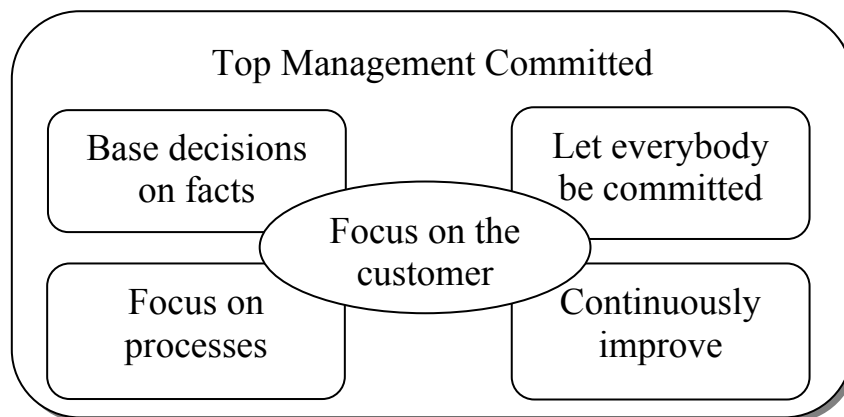 Top Management Committed
Base decisions
on facts
Let everybody
be committed
Focus on the
customer
Focus on
processes
Continuously
improve